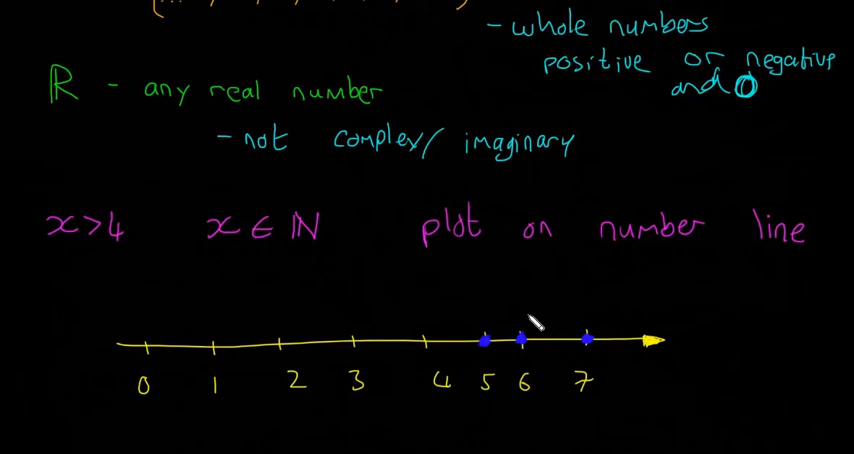 {..., , , , , , }
- whole numbers
positive or negative
and 0
ℝ - any real number
- not complex/imaginary
x>4 x∈ℕ plot on number line
0 1 2 3 4 5 6 7